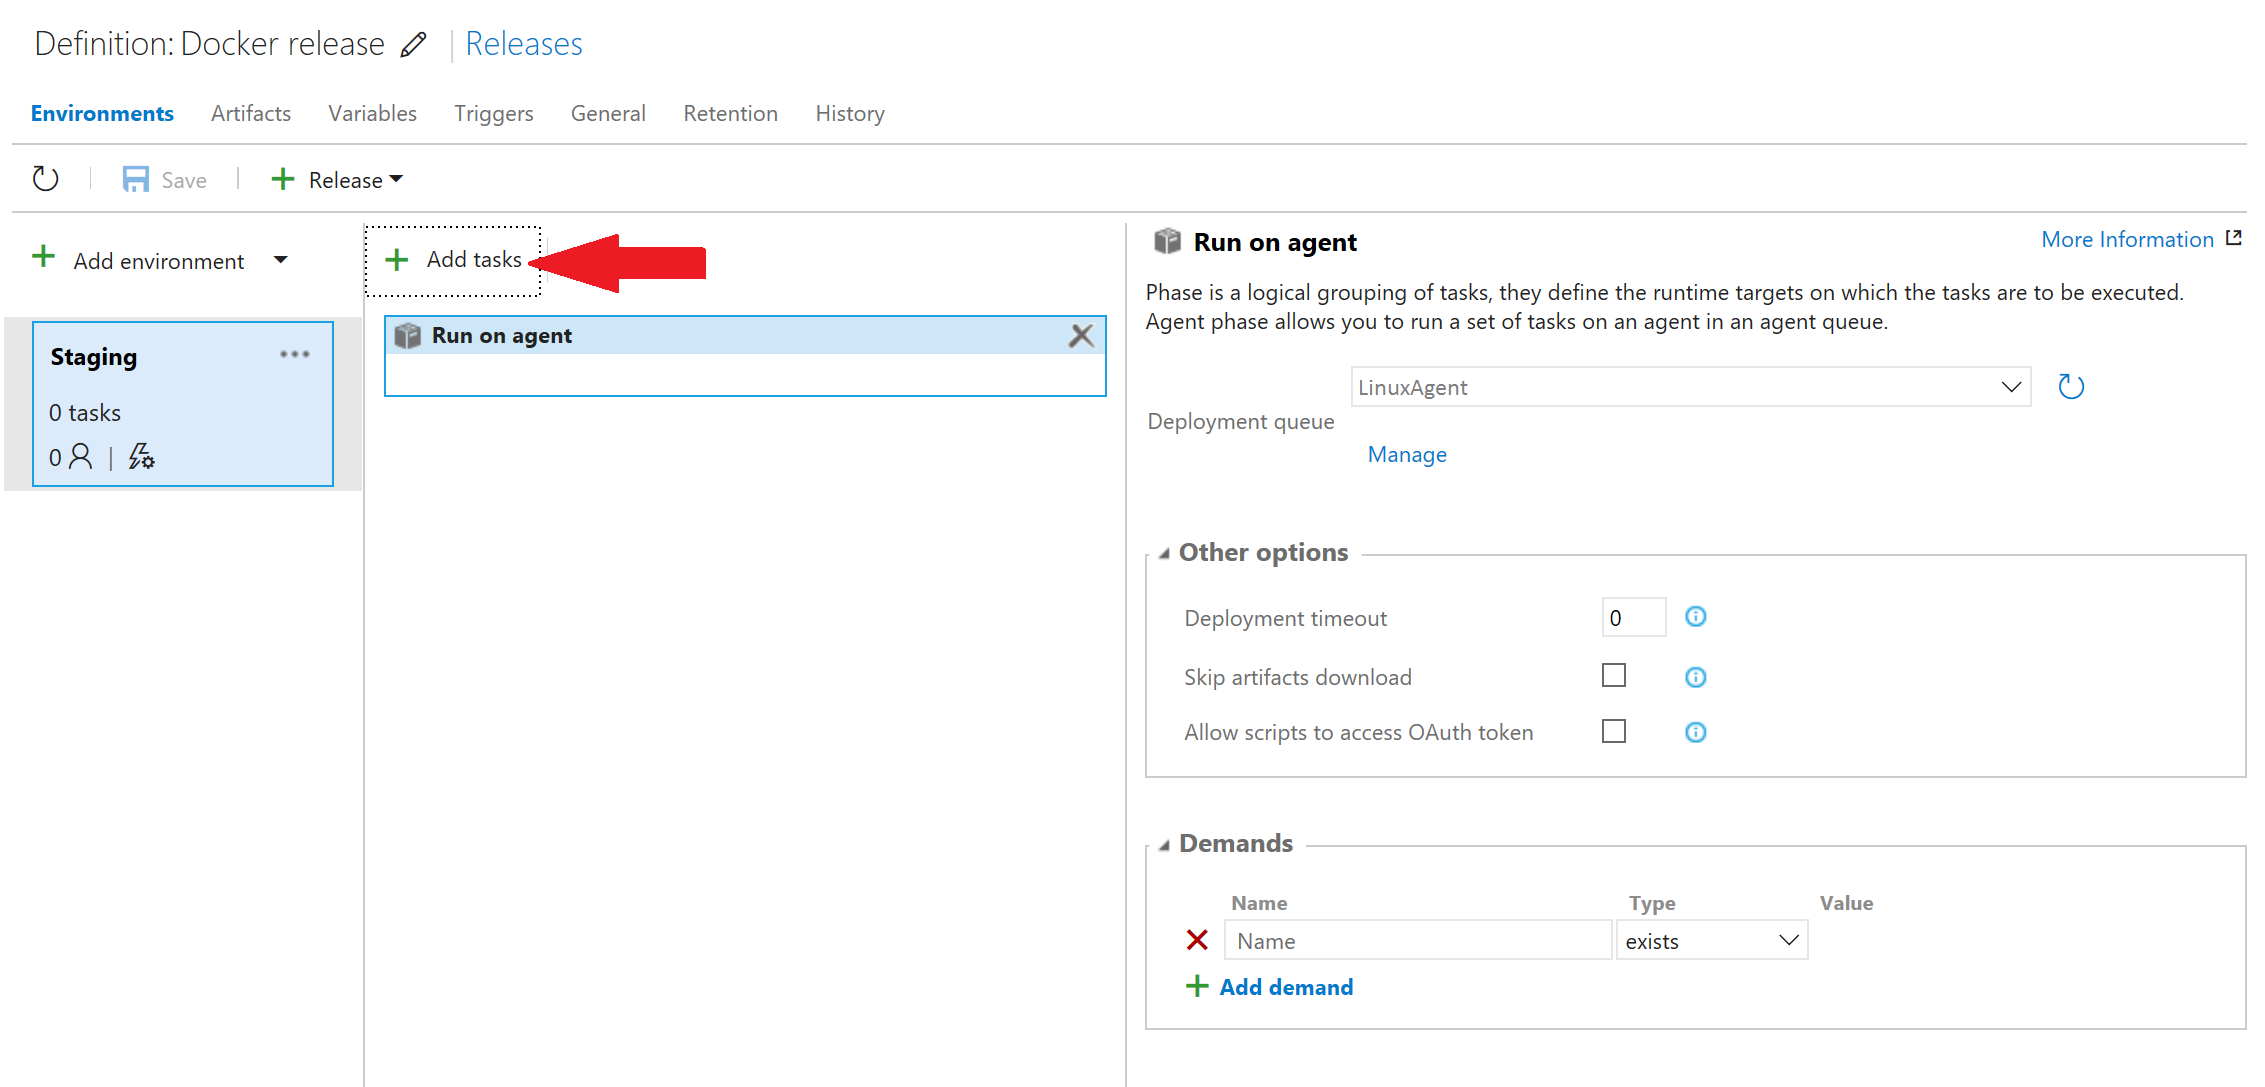 Definition: Docker release | Releases
Environments Artifacts Variables Triggers General Retention History
Save Release
Add environment
Add tasks
Staging
0 tasks
0
Run on agent
Run on agent
More Information
Phase is a logical grouping of tasks, they define the runtime targets on which the tasks are to be executed.
Agent phase allows you to run a set of tasks on an agent in an agent queue.
Deployment queue
LinuxAgent
Manage
Other options
Deployment timeout 0
Skip artifacts download
Allow scripts to access OAuth token
Demands
Name Type Value
Name exists
Add demand